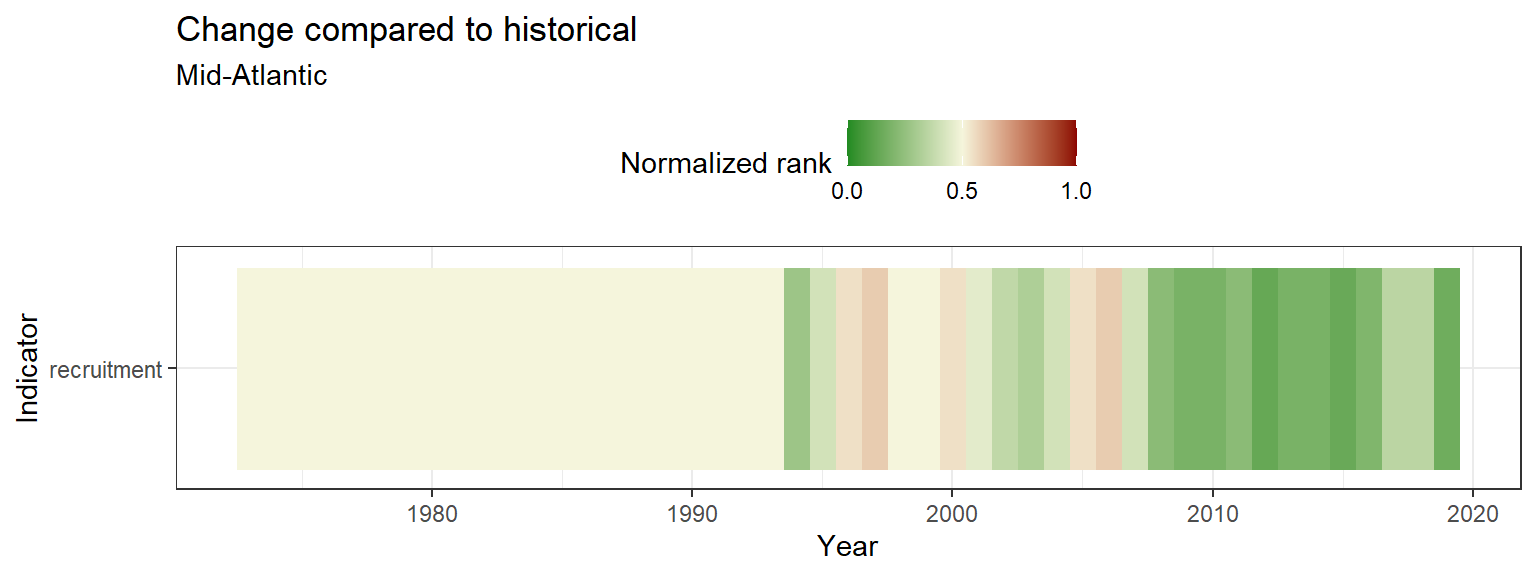 Change compared to historical
Mid-Atlantic
Normalized rank
0.0 0.5 1.0
Indicator
recruitment
1980 1990 2000 2010 2020
Year